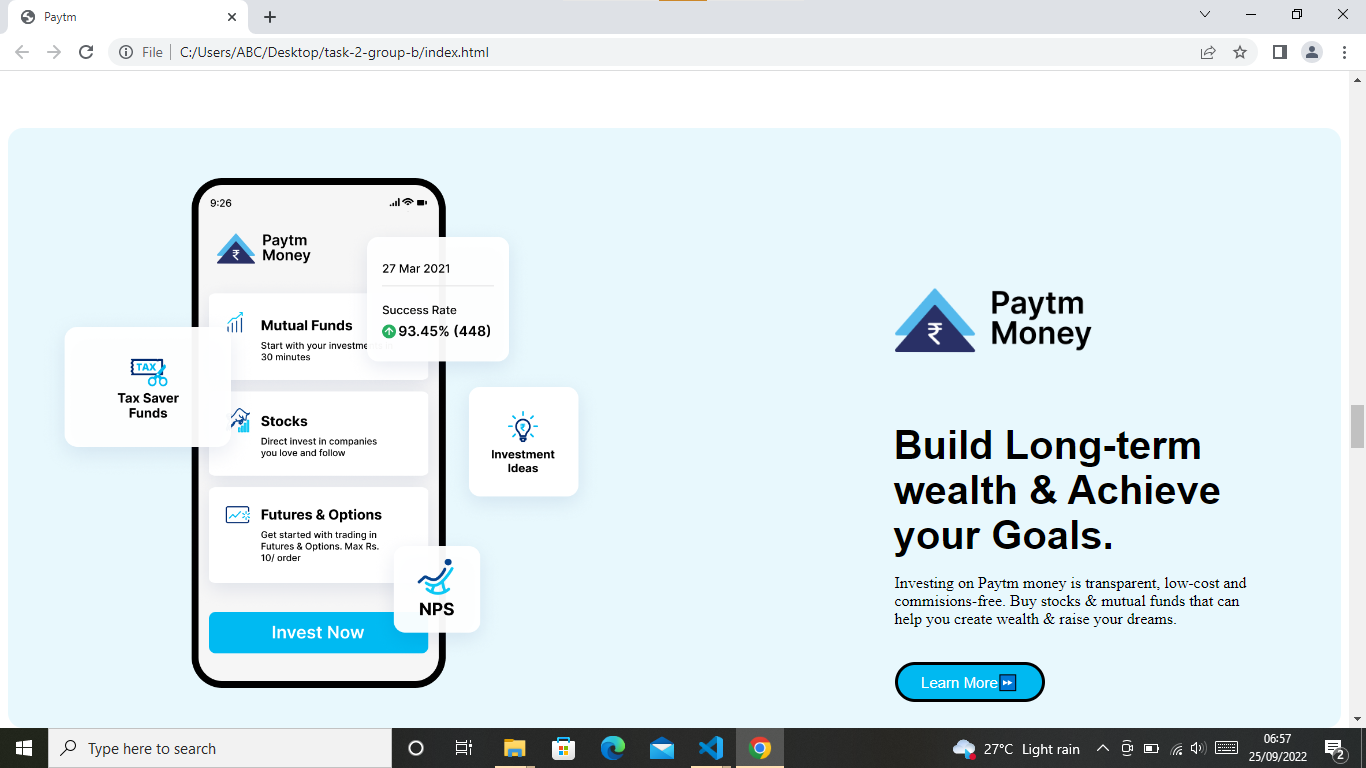 Paytm
File
C:/Users/ABC/Desktop/task-2-group-b/index.html
9:26
Paytm
Money
27 Mar 2021
Success Rate
93.45% (448)
Mutual Funds
Start with your investme
30 minutes
TAX
Tax Saver
Funds
Stocks
Direct invest in companies
you love and follow
Investment
Ideas
Futures & Options
Get started with trading in
Futures & Options. Max Rs.
10/ order
NPS
Invest Now
Paytm
Money
Build Long-term
wealth & Achieve
your Goals.
Investing on Paytm money is transparent, low-cost and
commisions-free. Buy stocks & mutual funds that can
help you create wealth & raise your dreams.
Learn More⏩
Type here to search
27°C Light rain
06:57
25/09/2022
2